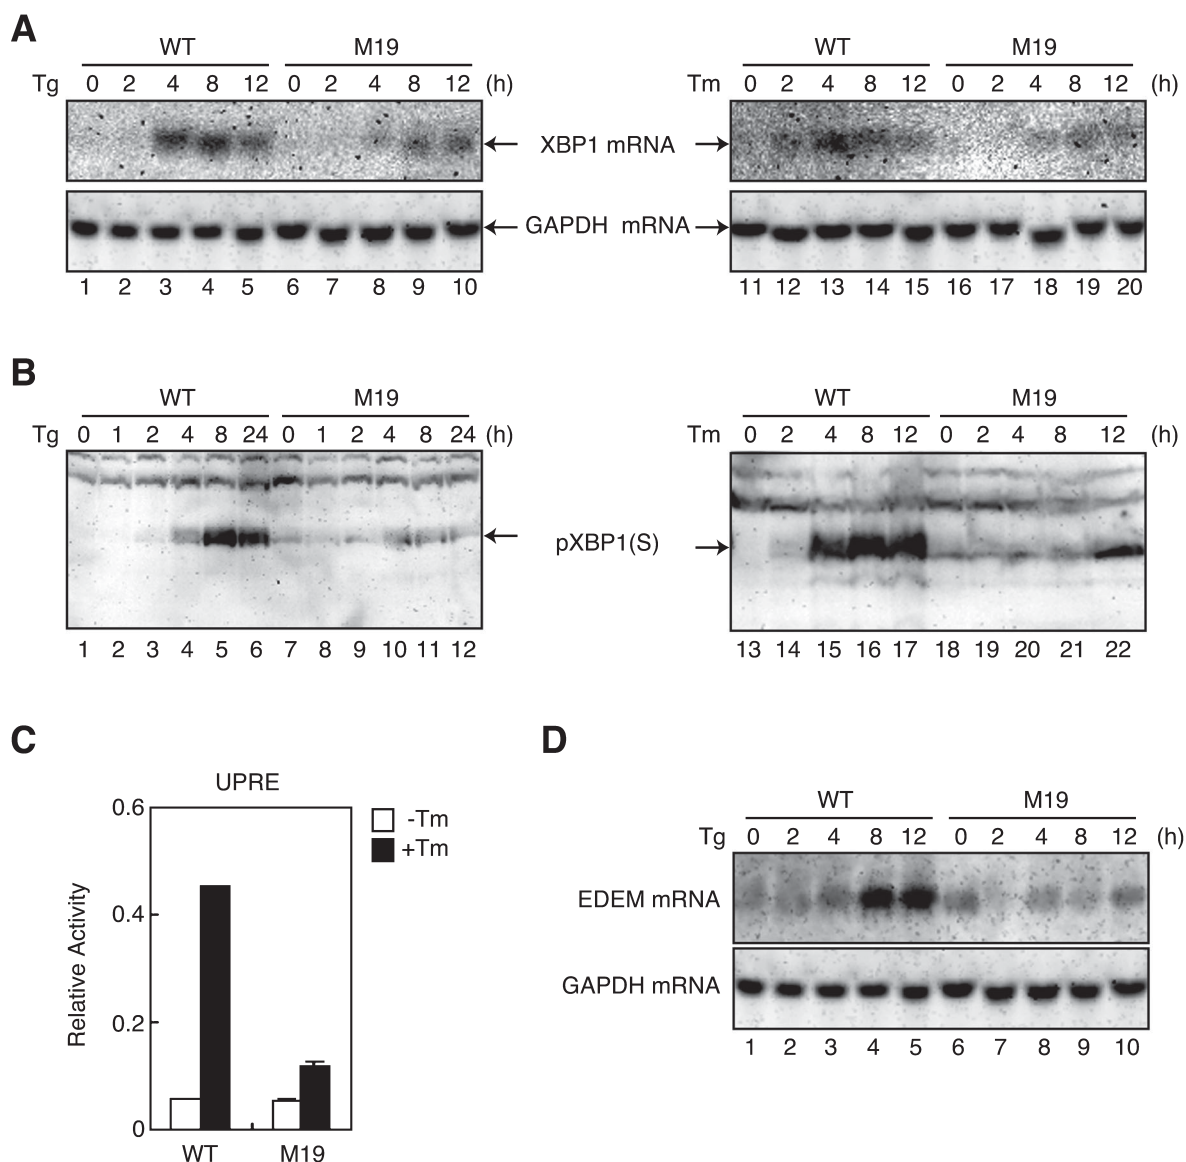 A
WT M19 WT M19
Tg 0 2 4 8 12 0 2 4 8 12 (h) Tm 0 2 4 8 12 0 2 4 8 12 (h)
XBP1 mRNA
GAPDH mRNA
1 2 3 4 5 6 7 8 9 10 11 12 13 14 15 16 17 18 19 20
B
WT M19 WT M19
Tg 0 1 2 4 8 24 0 1 2 4 8 24 (h) Tm 0 2 4 8 12 0 2 4 8 12 (h)
pXBP1(S)
1 2 3 4 5 6 7 8 9 10 11 12 13 14 15 16 17 18 19 20 21 22
C
UPRE
0.6
0.4
0.2
0
Relative Activity
-Tm
+Tm
WT M19
D
WT M19
Tg 0 2 4 8 12 0 2 4 8 12 (h)
EDEM mRNA
GAPDH mRNA
1 2 3 4 5 6 7 8 9 10